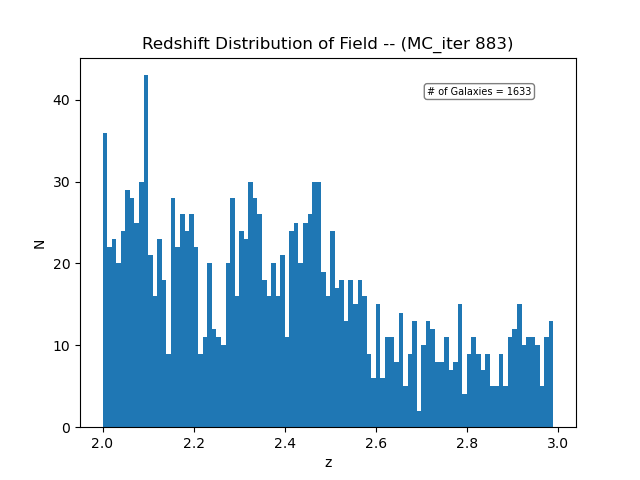 Redshift Distribution of Field -- (MC_iter 883)
# of Galaxies = 1633
N
40
30
20
10
0
2.0 2.2 2.4 2.6 2.8 3.0
z